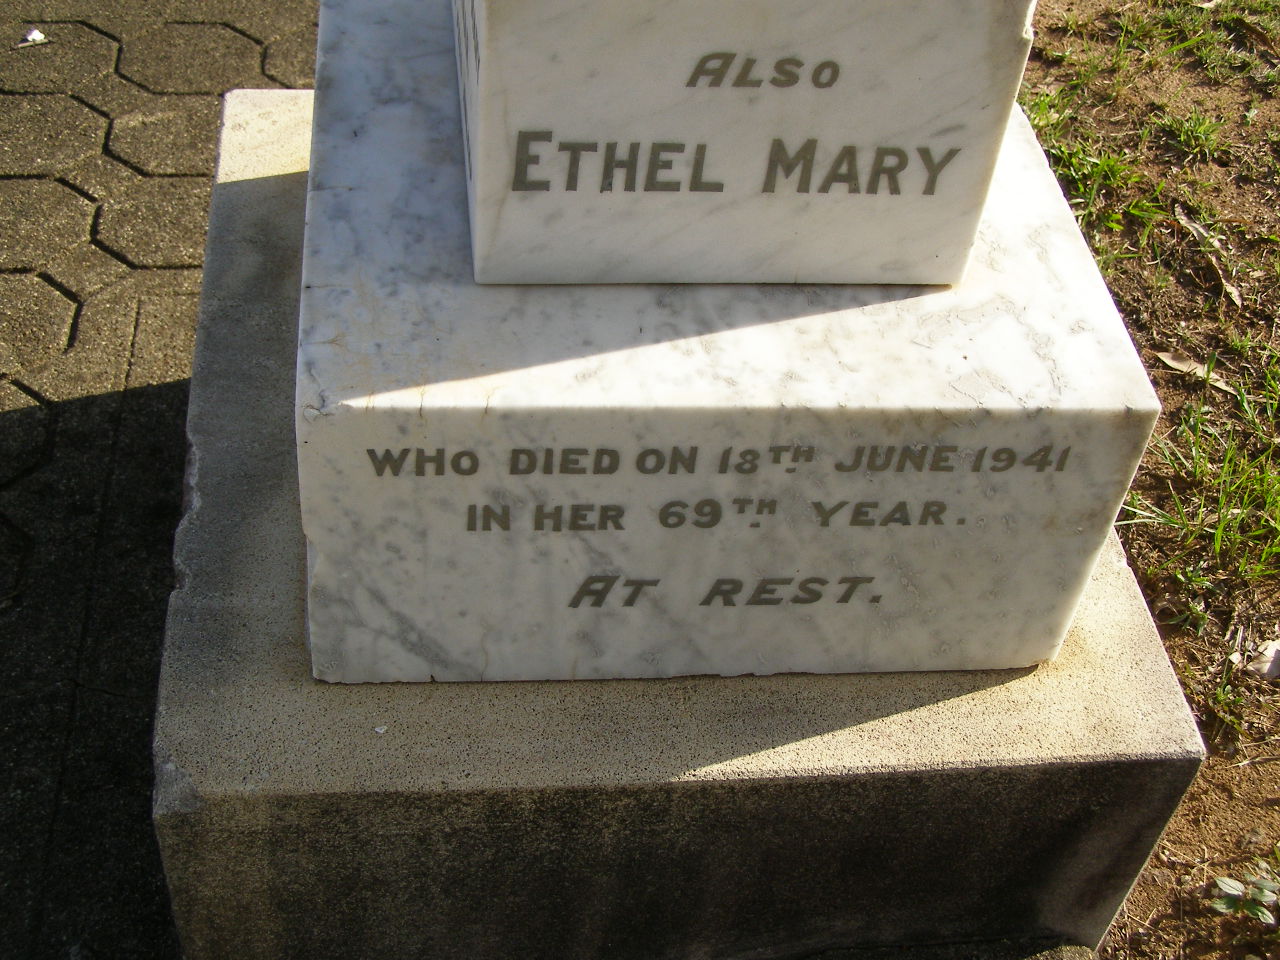 ALSO
ETHEL MARY
WHO DIED ON 18TH JUNE 1941
IN HER 69TH YEAR.
AT REST.